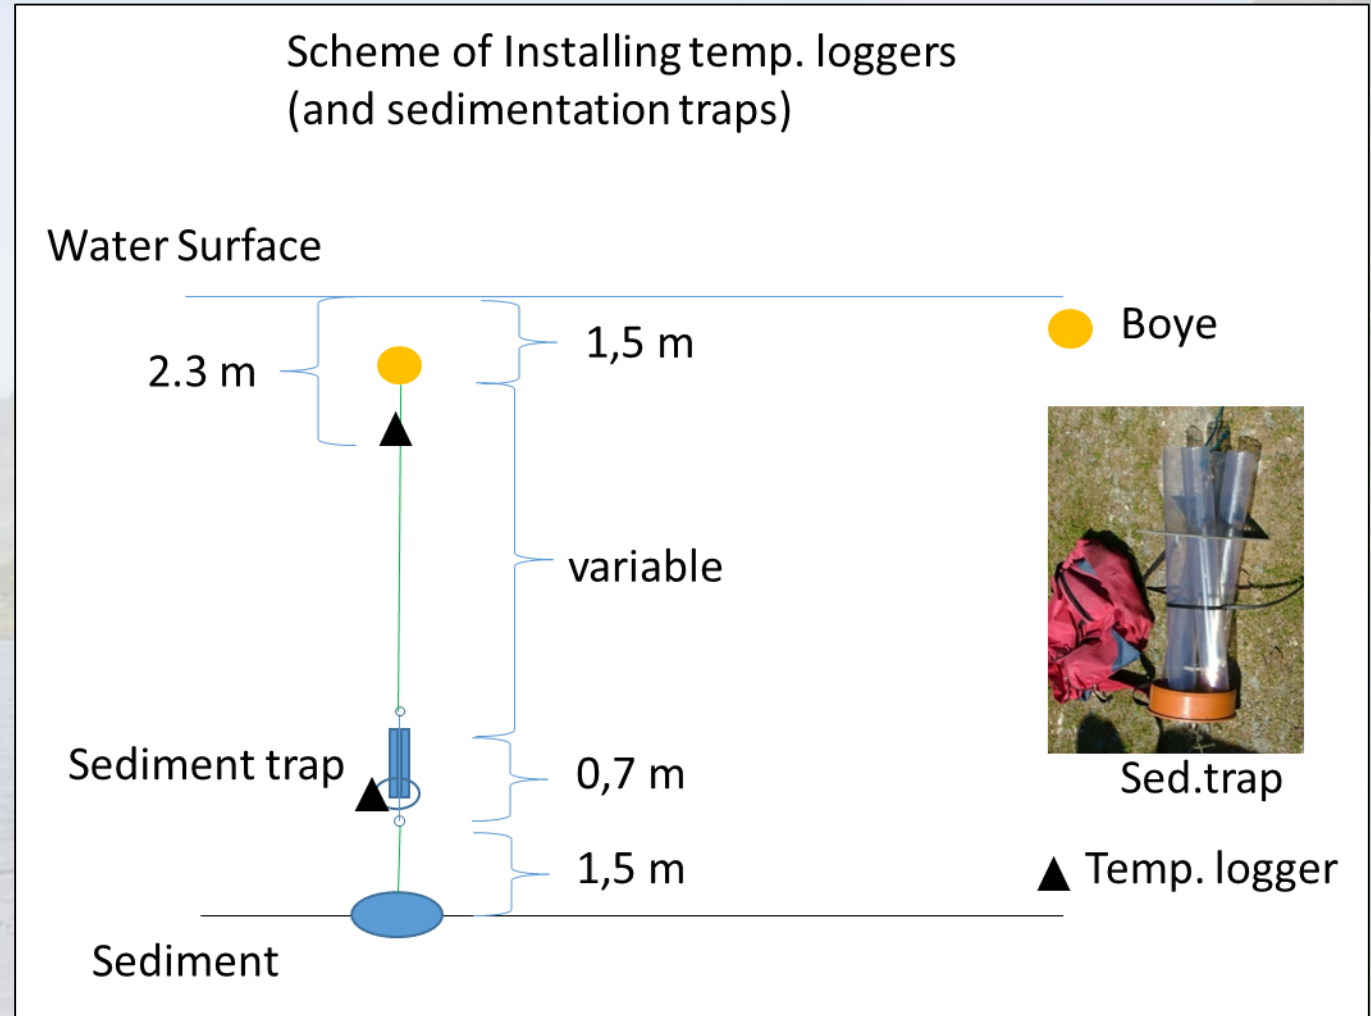 Scheme of Installing temp. loggers
(and sedimentation traps)
Water Surface
2.3 m
1,5 m
Boye
variable
Sediment trap
0,7 m
Sed.trap
1,5 m
Temp. logger
Sediment